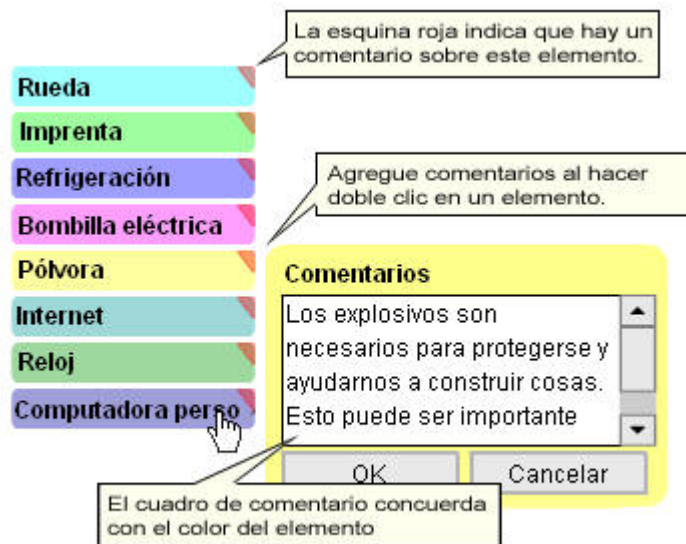 La esquina roja indica que hay un
comentario sobre este elemento.
Rueda
Imprenta
Refrigeración
Bombilla eléctrica
Pólvora
Internet
Reloj
Computadora perso
Agregue comentarios al hacer
doble clic en un elemento.
Comentarios
Los explosivos son
necesarios para protegerse y
ayudarnos a construir cosas.
Esto puede ser importante
OK Cancelar
El cuadro de comentario concuerda
con el color del elemento